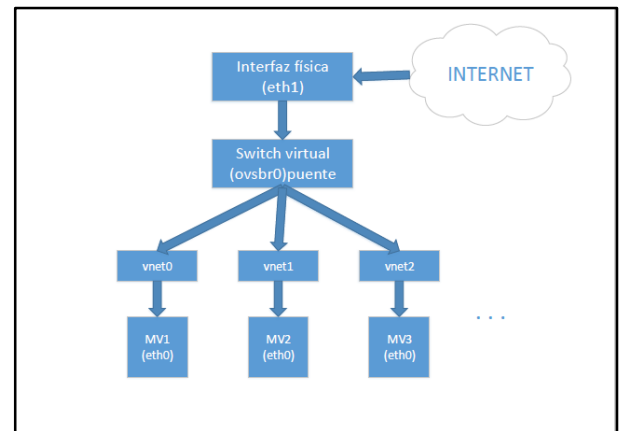 Interfaz física
(eth1)
INTERNET
Switch virtual
(ovsbr0)puente
vnet0
vnet1
vnet2
MV1
(eth0)
MV2
(eth0)
MV3
(eth0)
. . .